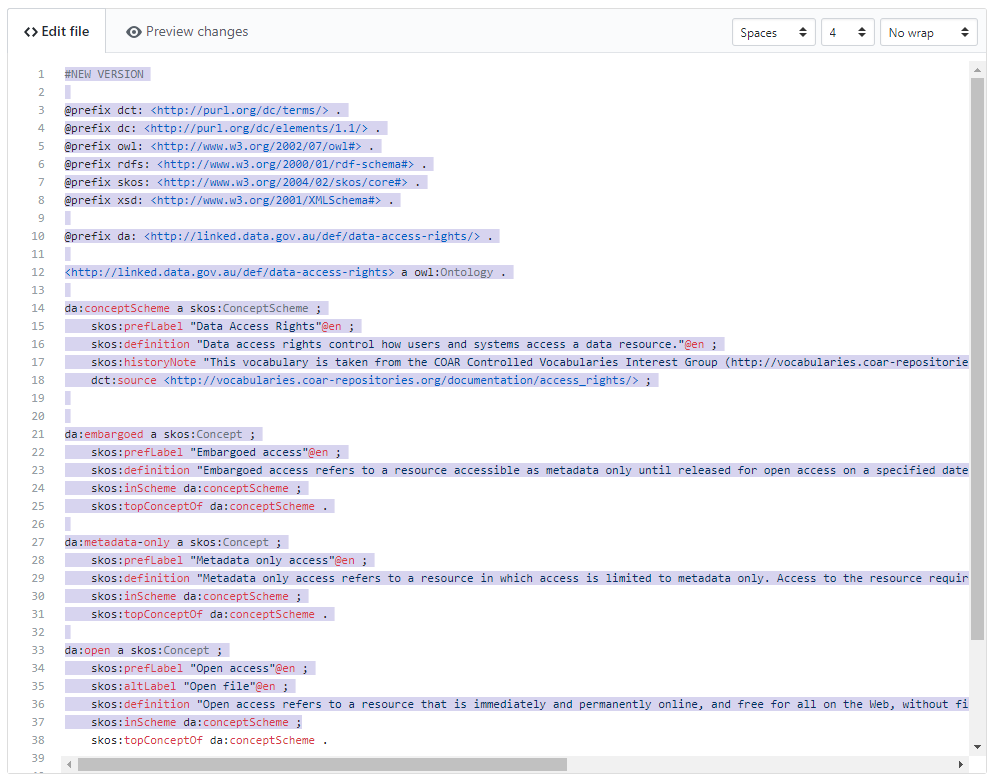 <> Edit file
Preview changes
Spaces
4
No wrap
1 #NEW VERSION
2
3 @prefix dct: <http://purl.org/dc/terms/> .
4 @prefix dc: <http://purl.org/dc/elements/1.1/> .
5 @prefix owl: <http://www.w3.org/2002/07/owl#> .
6 @prefix rdfs: <http://www.w3.org/2000/01/rdf-schema#> .
7 @prefix skos: <http://www.w3.org/2004/02/skos/core#> .
8 @prefix xsd: <http://www.w3.org/2001/XMLSchema#> .
9
10 @prefix da: <http://linked.data.gov.au/def/data-access-rights/> .
11
12 <http://linked.data.gov.au/def/data-access-rights> a owl:Ontology .
13
14 da:conceptScheme a skos:ConceptScheme ;
15     skos:prefLabel "Data Access Rights"@en ;
16     skos:definition "Data access rights control how users and systems access a data resource."@en ;
17     skos:historyNote "This vocabulary is taken from the COAR Controlled Vocabularies Interest Group (http://vocabularies.coar-repositorie
18     dct:source <http://vocabularies.coar-repositories.org/documentation/access_rights/> ;
19
20
21 da:embargoed a skos:Concept ;
22     skos:prefLabel "Embargoed access"@en ;
23     skos:definition "Embargoed access refers to a resource accessible as metadata only until released for open access on a specified date
24     skos:inScheme da:conceptScheme ;
25     skos:topConceptOf da:conceptScheme .
26
27 da:metadata-only a skos:Concept ;
28     skos:prefLabel "Metadata only access"@en ;
29     skos:definition "Metadata only access refers to a resource in which access is limited to metadata only. Access to the resource requir
30     skos:inScheme da:conceptScheme ;
31     skos:topConceptOf da:conceptScheme .
32
33 da:open a skos:Concept ;
34     skos:prefLabel "Open access"@en ;
35     skos:altLabel "Open file"@en ;
36     skos:definition "Open access refers to a resource that is immediately and permanently online, and free for all on the Web, without fi
37     skos:inScheme da:conceptScheme ;
38     skos:topConceptOf da:conceptScheme .
39